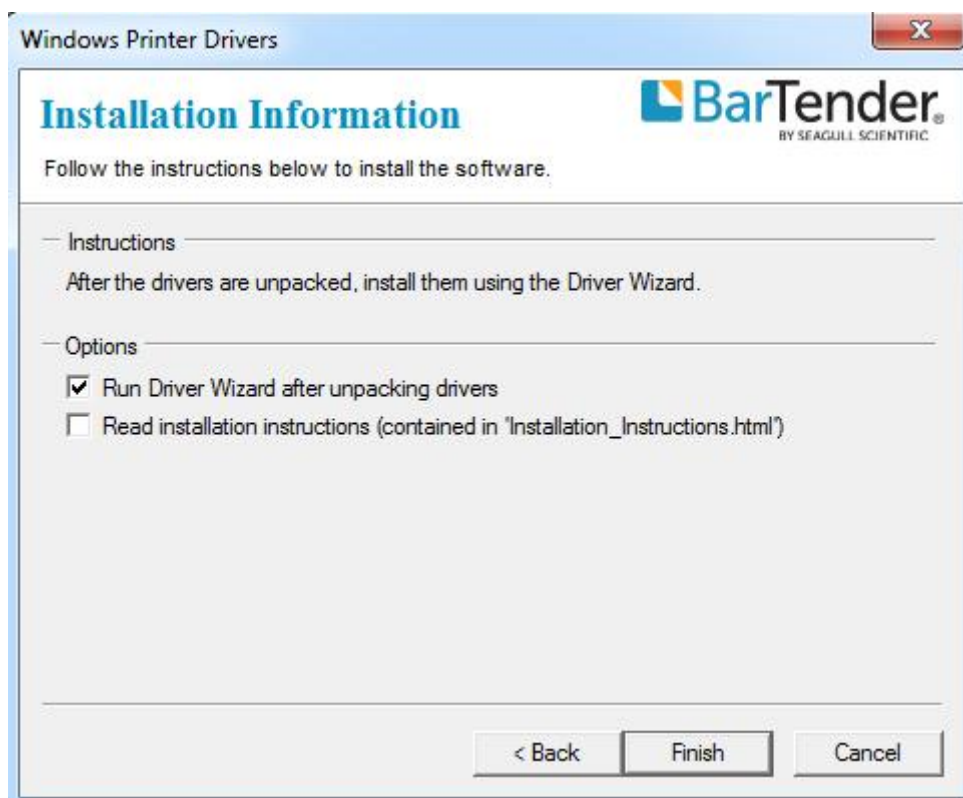 Windows Printer Drivers
Installation Information
BarTender®
BY SEAGULL SCIENTIFIC
Follow the instructions below to install the software.
Instructions
After the drivers are unpacked, install them using the Driver Wizard.
Options
Run Driver Wizard after unpacking drivers
Read installation instructions (contained in 'Installation_Instructions.html')
< Back Finish Cancel